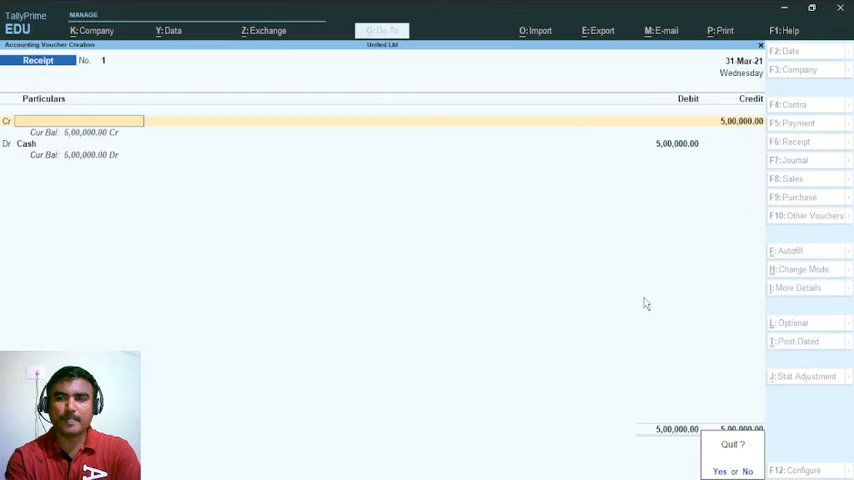 TallyPrime
MANAGE
EDU
K: Company
Y: Data
Z: Exchange
G: Go To
O: Import
E: Export
M: E-mail
P: Print
F1: Help
Accounting Voucher Creation
United Ltd.
x
Receipt No. 1
31-Mar-21
Wednesday
Particulars
Debit
Credit
Cr
5,00,000.00
Cur Bal: 5,00,000.00 Cr
Dr Cash
5,00,000.00
Cur Bal: 5,00,000.00 Dr
5,00,000.00
5,00,000.00
Quit ?
Yes or No
F2: Date
F3: Company
F4: Contra
F5: Payment
F6: Receipt
F7: Journal
F8: Sales
F9: Purchase
F10: Other Vouchers
E: Autofill
H: Change Mode
I: More Details
L: Optional
T: Post-Dated
J: Stat Adjustment
F12: Configure
A